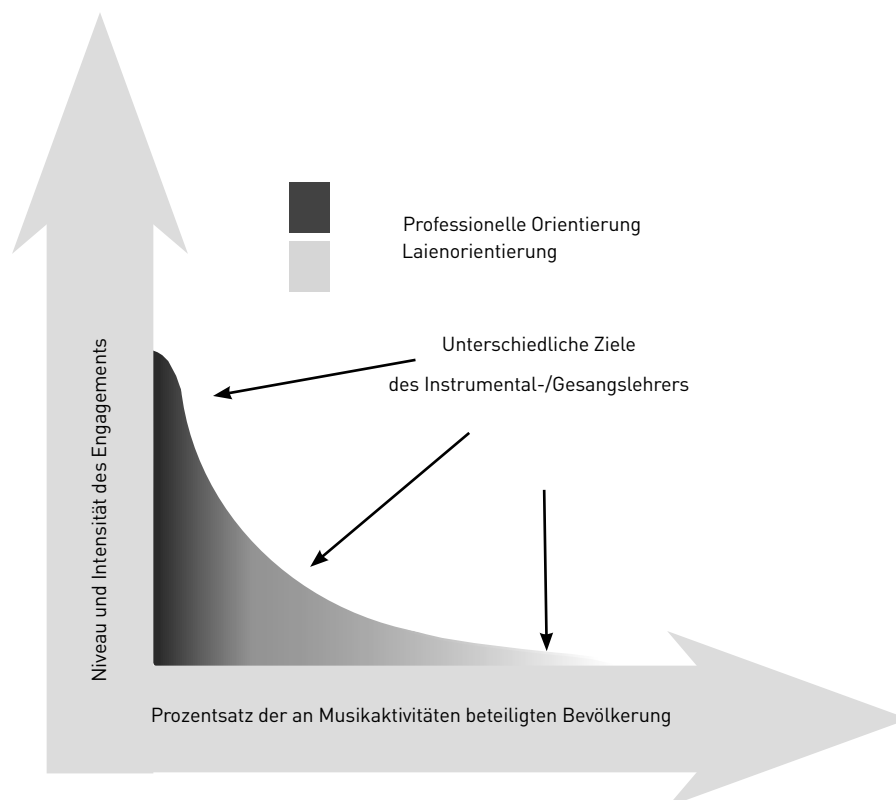 Professionelle Orientierung
Laienorientierung
Unterschiedliche Ziele
des Instrumental-/Gesangslehrers
Niveau und Intensität des Engagements
Prozentsatz der an Musikaktivitäten beteiligten Bevölkerung